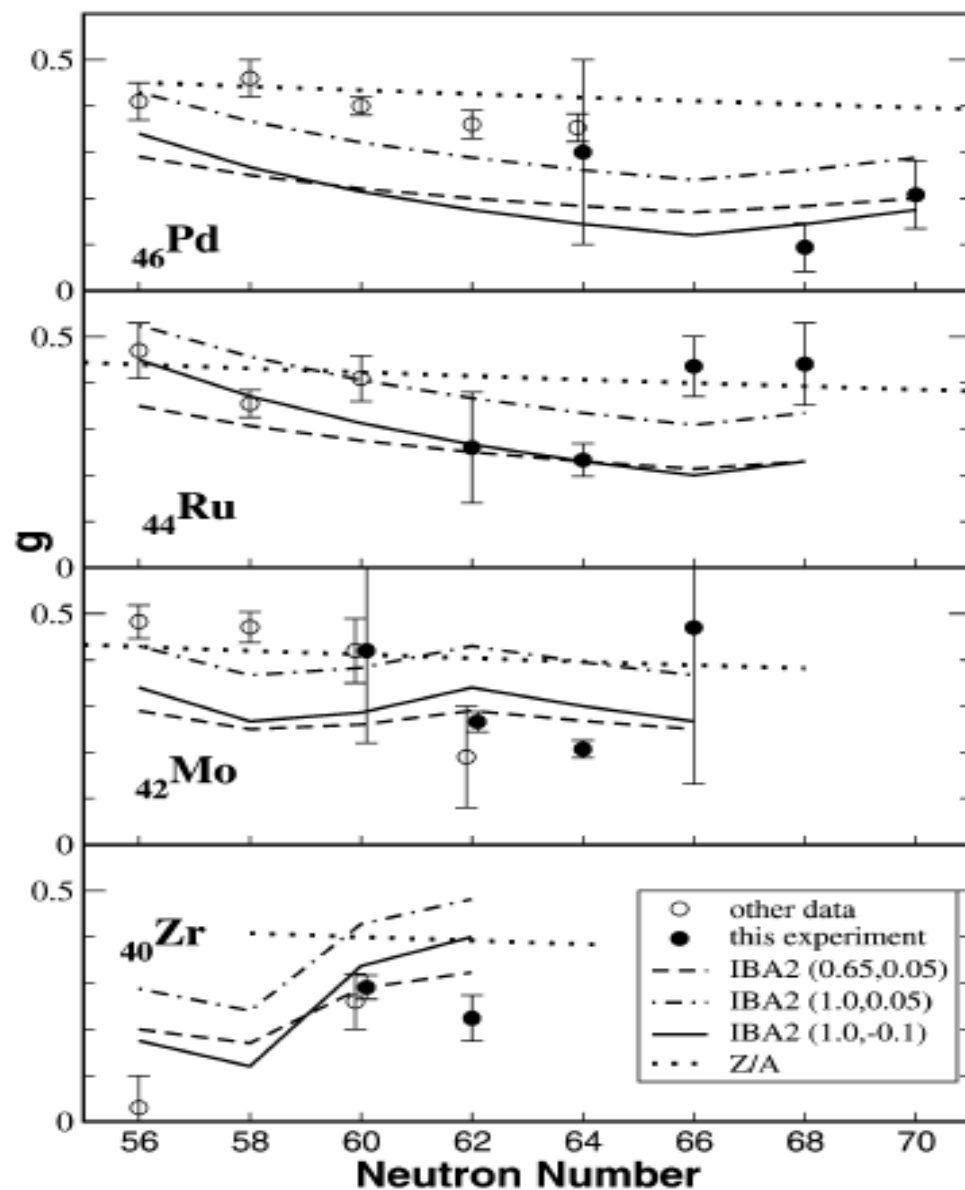 0.5
46Pd
0
0.5
44Ru
g
0
0.5
42Mo
0
0.5
40Zr
other data
this experiment
IBA2 (0.65,0.05)
IBA2 (1.0,0.05)
IBA2 (1.0,-0.1)
Z/A
0
56 58 60 62 64 66 68 70
Neutron Number